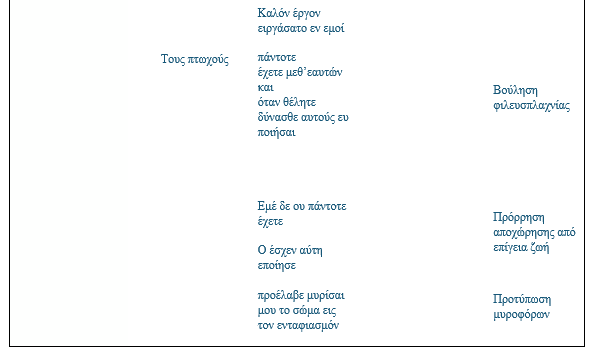 Καλόν έργον
ειργάσατο εν εμοί
Τους πτωχούς
πάντοτε
έχετε μεθ’εαυτών
και
όταν θέλητε
δύνασθε αυτούς ευ
ποιήσαι
Βούληση
φιλευσπλαχνίας
Εμέ δε ου πάντοτε
έχετε
Πρόρρηση
αποχώρησης από
επίγεια ζωή
Ο έσχεν αύτη
εποίησε
προέλαβε μυρίσαι
μου το σώμα εις
τον ενταφιασμόν
Προτύπωση
μυροφόρων